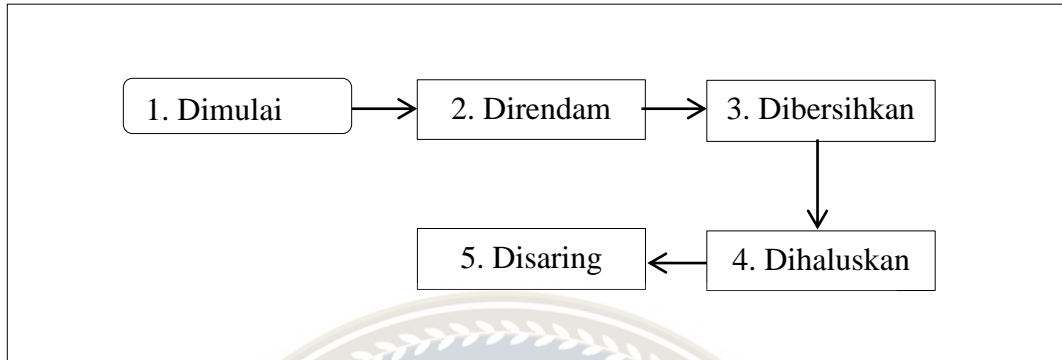 1. Dimulai
2. Direndam
3. Dibersihkan
4. Dihaluskan
5. Disaring